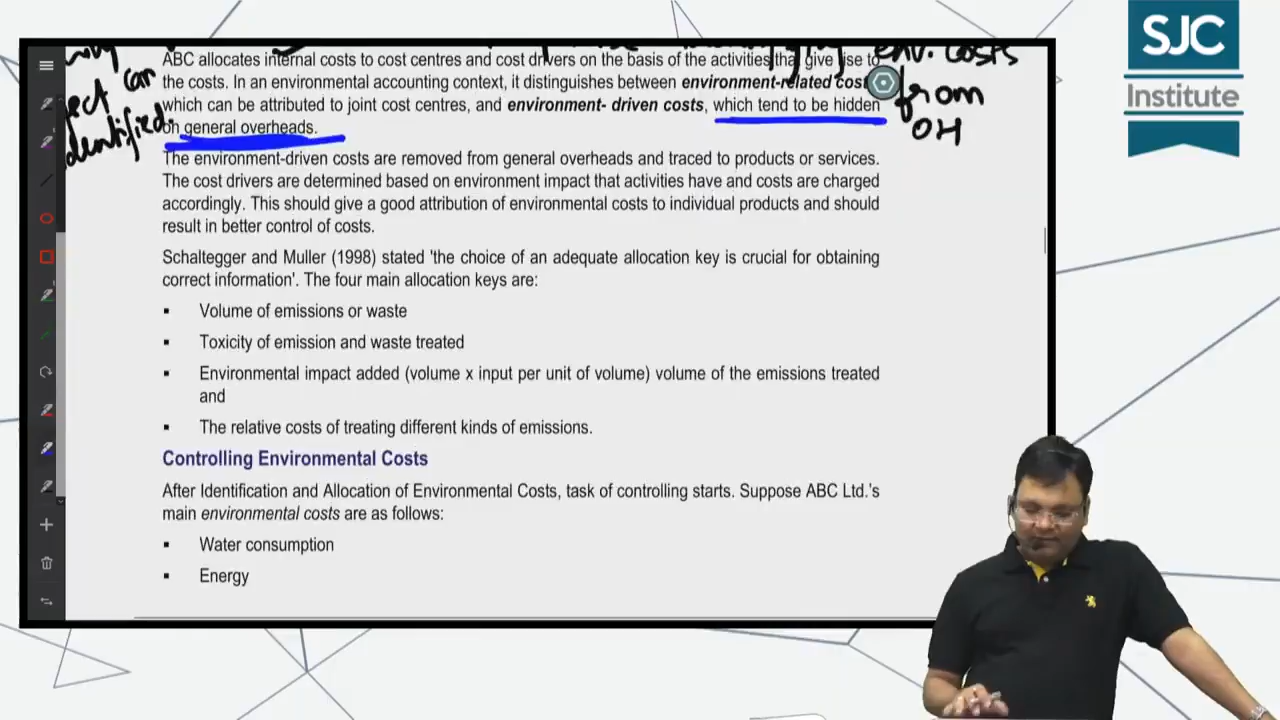 SJC
Institute
env. costs
from
OH
ject can
identified.
ABC allocates internal costs to cost centres and cost drivers on the basis of the activities that give rise to
the costs. In an environmental accounting context, it distinguishes between environment-related costs
which can be attributed to joint cost centres, and environment- driven costs, which tend to be hidden
on general overheads.
The environment-driven costs are removed from general overheads and traced to products or services.
The cost drivers are determined based on environment impact that activities have and costs are charged
accordingly. This should give a good attribution of environmental costs to individual products and should
result in better control of costs.
Schaltegger and Muller (1998) stated 'the choice of an adequate allocation key is crucial for obtaining
correct information'. The four main allocation keys are:
▪ Volume of emissions or waste
▪ Toxicity of emission and waste treated
▪ Environmental impact added (volume x input per unit of volume) volume of the emissions treated
and
▪ The relative costs of treating different kinds of emissions.
Controlling Environmental Costs
After Identification and Allocation of Environmental Costs, task of controlling starts. Suppose ABC Ltd.'s
main environmental costs are as follows:
▪ Water consumption
▪ Energy